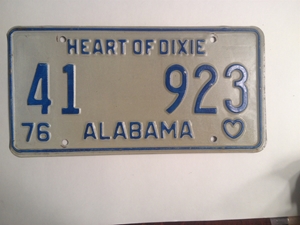 HEART OF DIXIE
41 923
76 ALABAMA